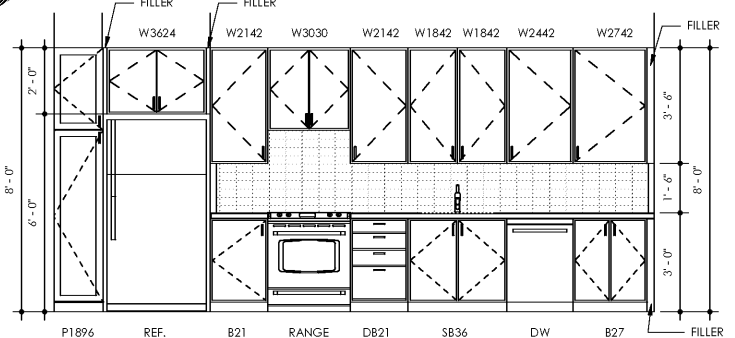 FILLER FILLER
W3624 W2142 W3030 W2142 W1842 W1842 W2442 W2742 FILLER
2' - 0"
3' - 6"
8' - 0"
6' - 0"
1' - 6"
8' - 0"
3' - 0"
P1896 REF. B21 RANGE DB21 SB36 DW B27 FILLER